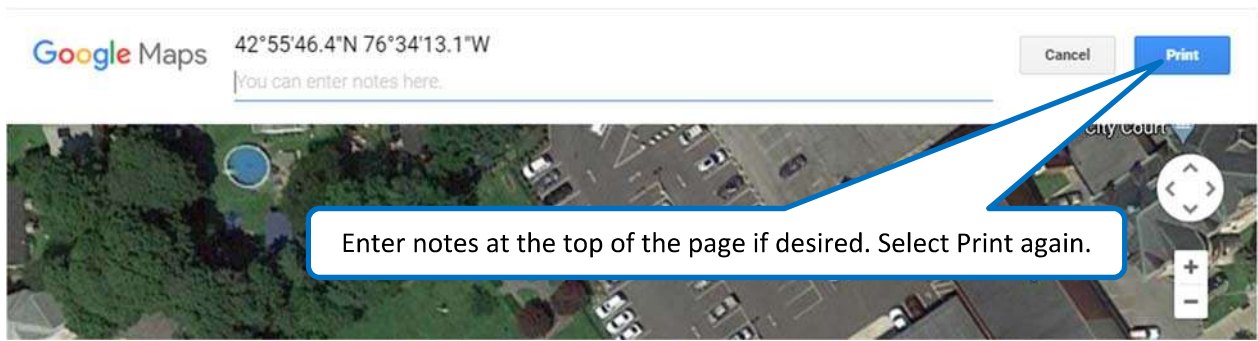 Google Maps
42°55'46.4"N 76°34'13.1"W
You can enter notes here.
Cancel
Print
City Court
Enter notes at the top of the page if desired. Select Print again.